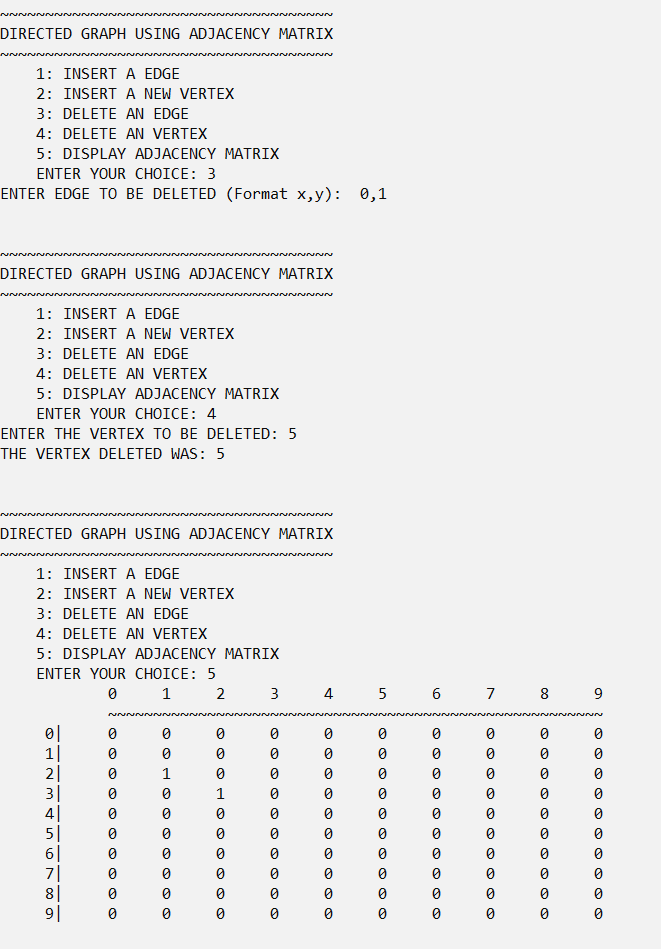 ~~~~~~~~~~~~~~~~~~~~~~~~~~~~~~~~~~~~~
DIRECTED GRAPH USING ADJACENCY MATRIX
~~~~~~~~~~~~~~~~~~~~~~~~~~~~~~~~~~~~~
    1: INSERT A EDGE
    2: INSERT A NEW VERTEX
    3: DELETE AN EDGE
    4: DELETE AN VERTEX
    5: DISPLAY ADJACENCY MATRIX
    ENTER YOUR CHOICE: 3
ENTER EDGE TO BE DELETED (Format x,y):  0,1
~~~~~~~~~~~~~~~~~~~~~~~~~~~~~~~~~~~~~
DIRECTED GRAPH USING ADJACENCY MATRIX
~~~~~~~~~~~~~~~~~~~~~~~~~~~~~~~~~~~~~
    1: INSERT A EDGE
    2: INSERT A NEW VERTEX
    3: DELETE AN EDGE
    4: DELETE AN VERTEX
    5: DISPLAY ADJACENCY MATRIX
    ENTER YOUR CHOICE: 4
ENTER THE VERTEX TO BE DELETED: 5
THE VERTEX DELETED WAS: 5
~~~~~~~~~~~~~~~~~~~~~~~~~~~~~~~~~~~~~
DIRECTED GRAPH USING ADJACENCY MATRIX
~~~~~~~~~~~~~~~~~~~~~~~~~~~~~~~~~~~~~
    1: INSERT A EDGE
    2: INSERT A NEW VERTEX
    3: DELETE AN EDGE
    4: DELETE AN VERTEX
    5: DISPLAY ADJACENCY MATRIX
    ENTER YOUR CHOICE: 5
            0     1     2     3     4     5     6     7     8     9
            ~~~~~~~~~~~~~~~~~~~~~~~~~~~~~~~~~~~~~~~~~~~~~~~~~~~~~~~
     0|     0     0     0     0     0     0     0     0     0     0
     1|     0     0     0     0     0     0     0     0     0     0
     2|     0     1     0     0     0     0     0     0     0     0
     3|     0     0     1     0     0     0     0     0     0     0
     4|     0     0     0     0     0     0     0     0     0     0
     5|     0     0     0     0     0     0     0     0     0     0
     6|     0     0     0     0     0     0     0     0     0     0
     7|     0     0     0     0     0     0     0     0     0     0
     8|     0     0     0     0     0     0     0     0     0     0
     9|     0     0     0     0     0     0     0     0     0     0